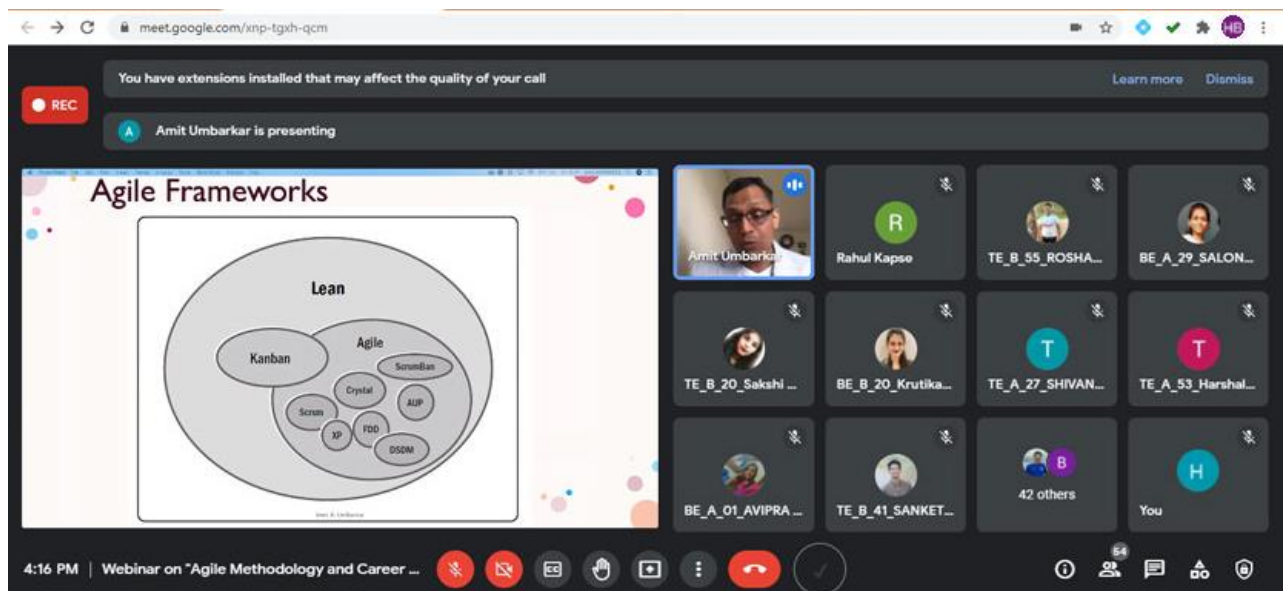 meet.google.com/xnp-tgxh-qcm
HB
You have extensions installed that may affect the quality of your call
Learn more
Dismiss
REC
A
Amit Umbarkar is presenting
Agile Frameworks
Lean
Kanban
Agile
ScrumBan
Crystal
AUP
Scrum
XP
FDD
DSDM
Amit Umbarkar
R
Rahul Kapse
TE_B_55_ROSHA...
BE_A_29_SALON...
TE_B_20_Sakshi ...
BE_B_20_Krutika...
T
TE_A_27_SHIVAN...
T
TE_A_53_Harshal...
BE_A_01_AVIPRA ...
TE_B_41_SANKET...
B
42 others
H
You
4:16 PM | Webinar on "Agile Methodology and Career ...
CC
54